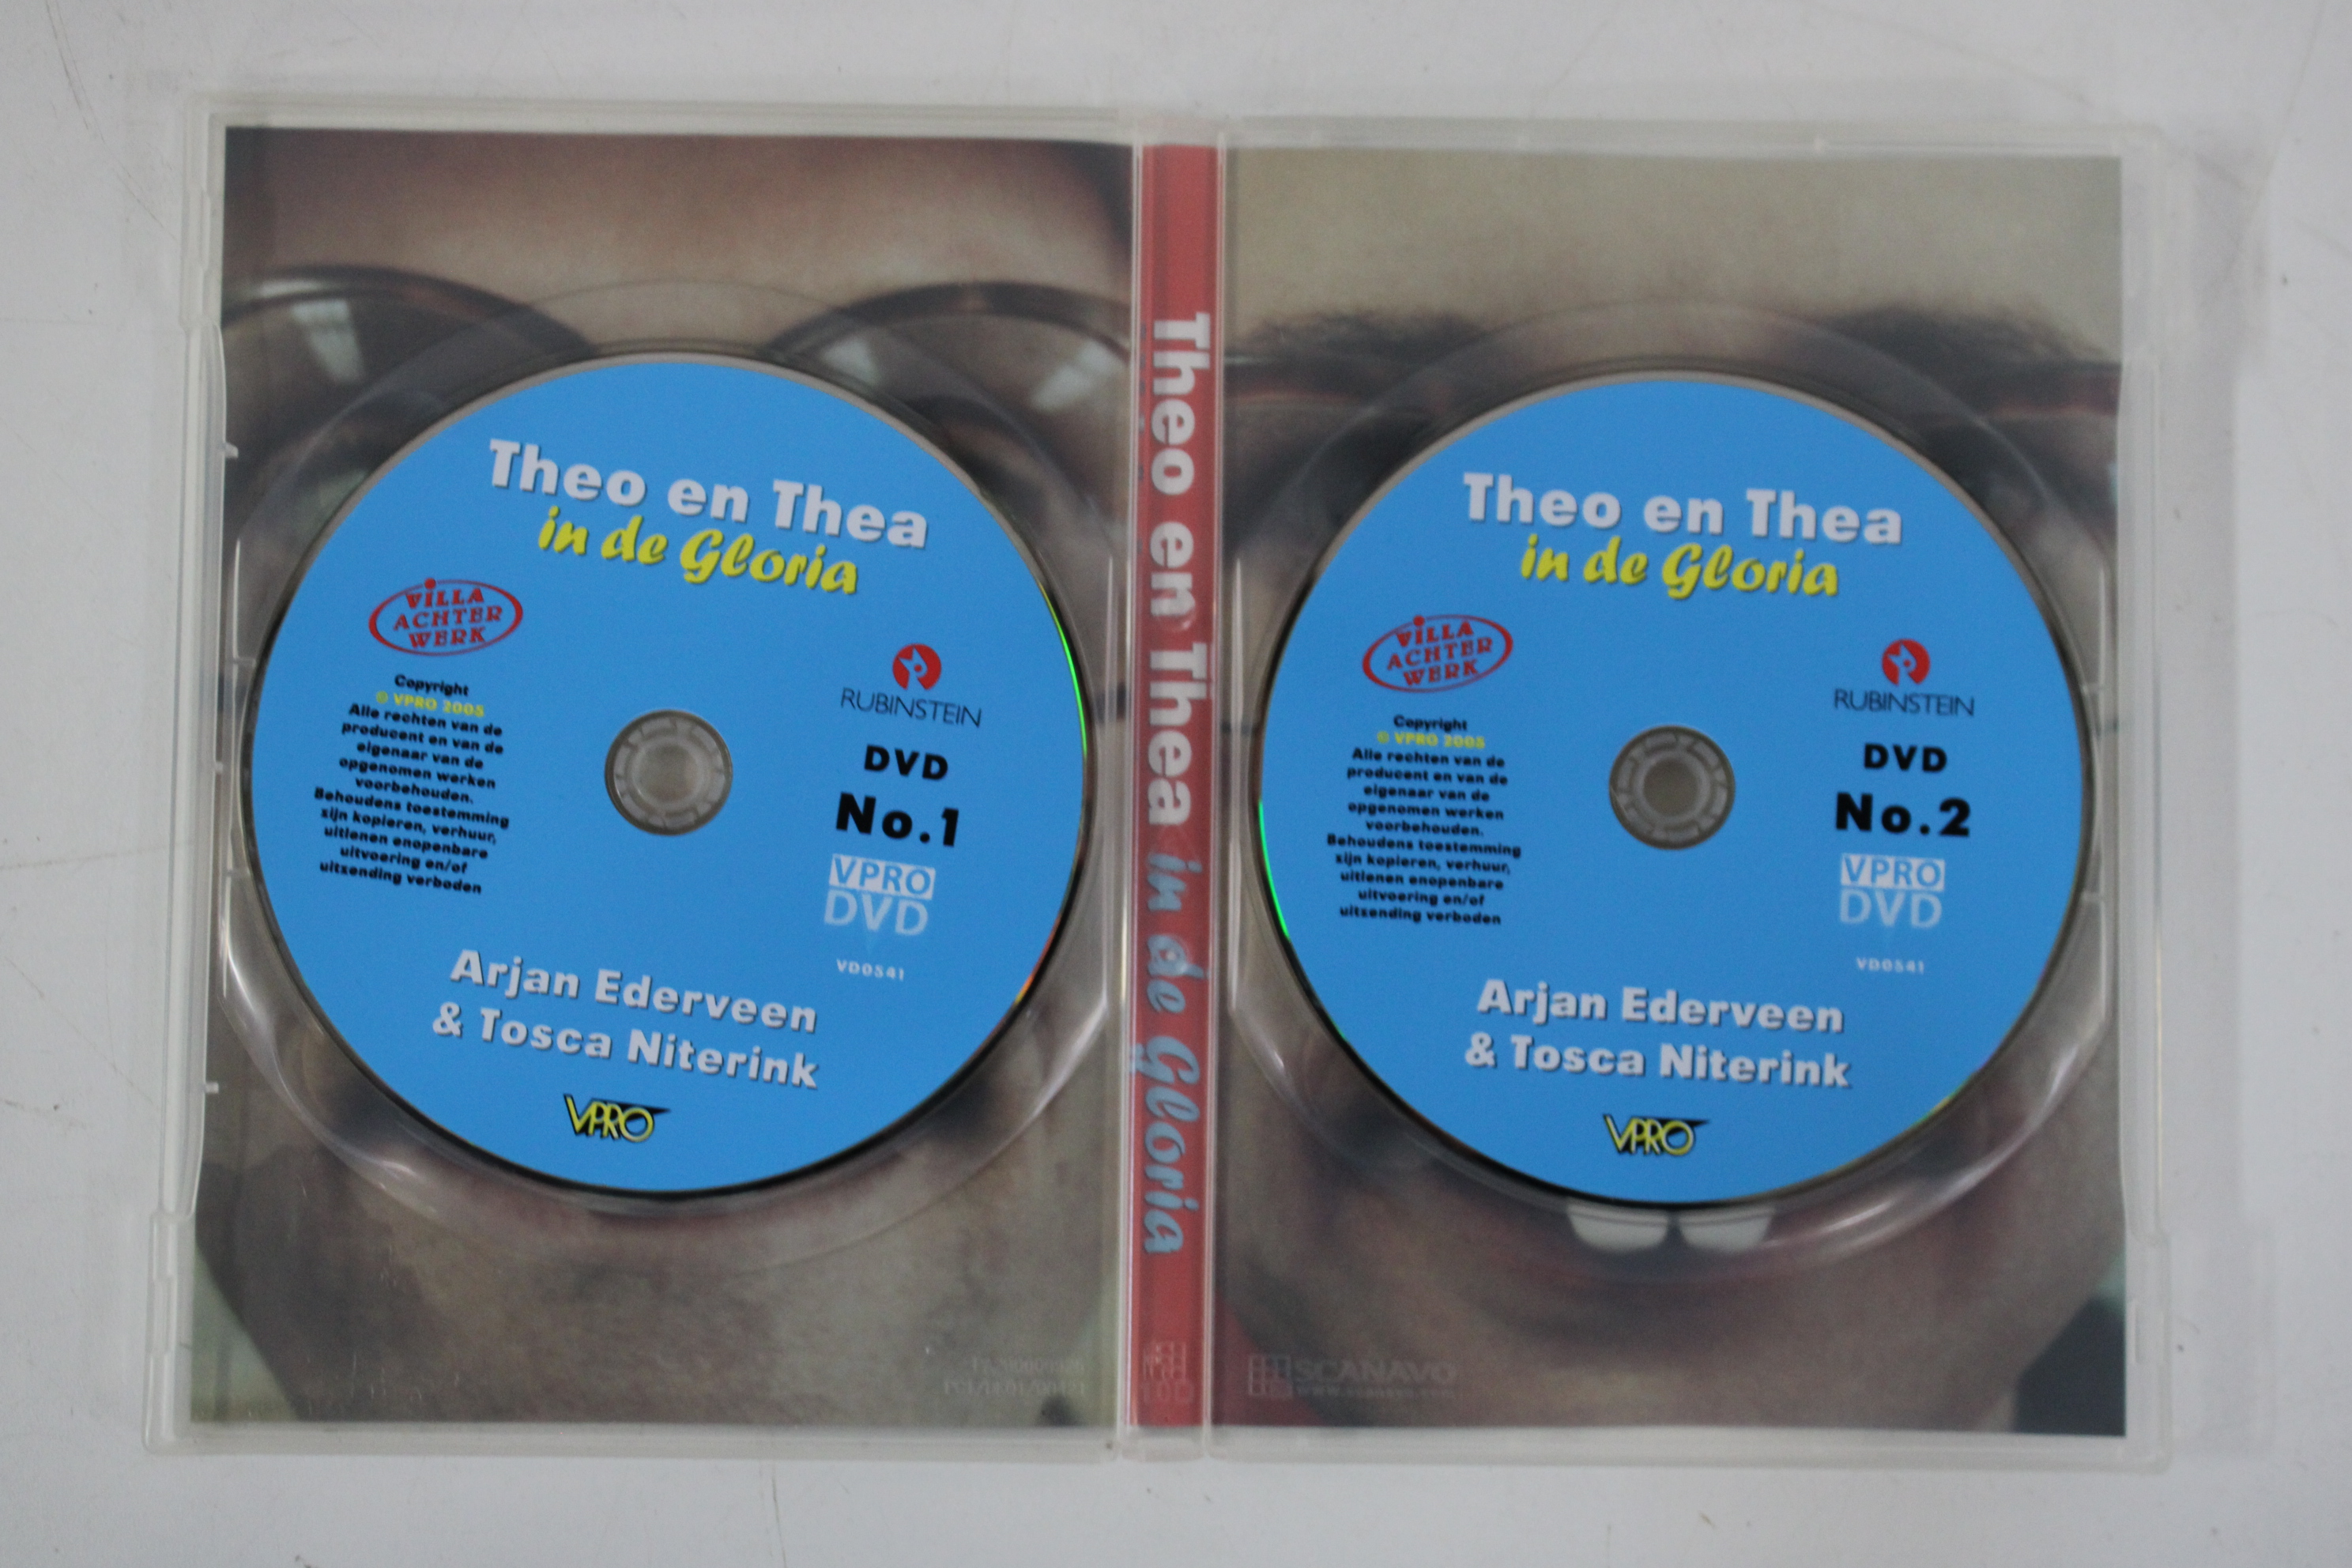 Theo en Thea
in de Gloria
VILLA
ACHTER
WERK
Copyright
© VPRO 2005
Alle rechten van de
producent en van de
eigenaar van de
opgenomen werken
voorbehouden.
Behoudens toestemming
zijn kopieren, verhuur,
uitlenen enopenbare
uitvoering en/of
uitzending verboden
RUBINSTEIN
DVD
No.1
VPRO
DVD
VD0541
Arjan Ederveen
& Tosca Niterink
VPRO
Theo en Thea in de Gloria
Theo en Thea
in de Gloria
VILLA
ACHTER
WERK
Copyright
© VPRO 2005
Alle rechten van de
producent en van de
eigenaar van de
opgenomen werken
voorbehouden.
Behoudens toestemming
zijn kopieren, verhuur,
uitlenen enopenbare
uitvoering en/of
uitzending verboden
RUBINSTEIN
DVD
No.2
VPRO
DVD
VD0541
Arjan Ederveen
& Tosca Niterink
VPRO
SCANAVO